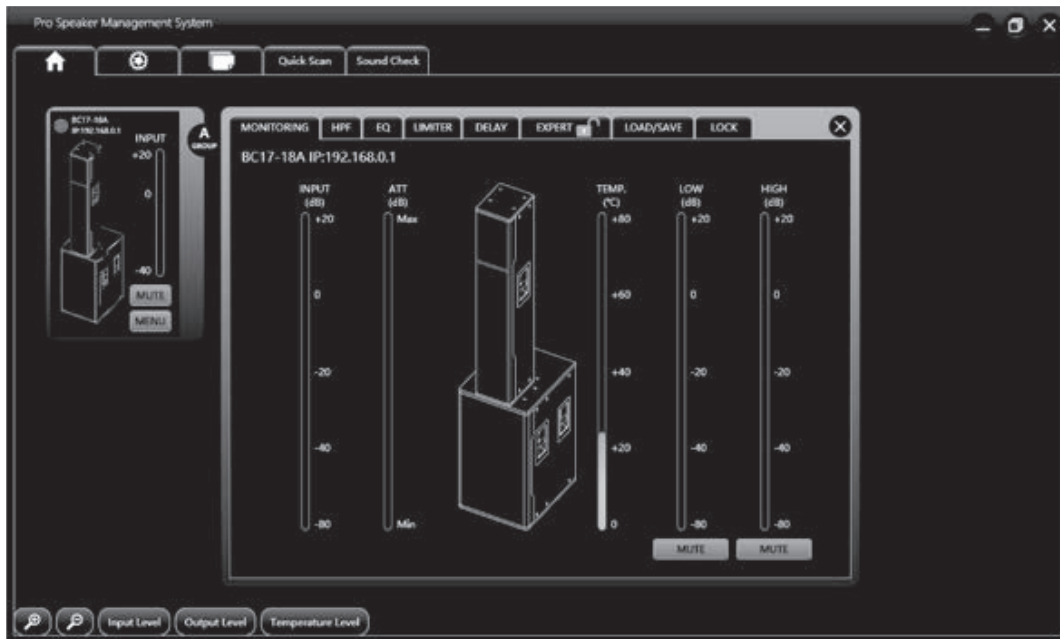 Pro Speaker Management System
Quick Scan
Sound Check
BC17-18A
IP:192.168.0.1
INPUT
+20
0
-40
MUTE
MENU
A
GROUP
MONITORING HPF EQ LIMITER DELAY EXPERT LOAD/SAVE LOCK
BC17-18A IP:192.168.0.1
INPUT
(dB)
+20
0
-20
-40
-80
ATT
(dB)
Max
Min
TEMP.
(°C)
+80
+60
+40
+20
0
LOW
(dB)
+20
0
-20
-40
-80
MUTE
HIGH
(dB)
+20
0
-20
-40
-80
MUTE
Input Level
Output Level
Temperature Level